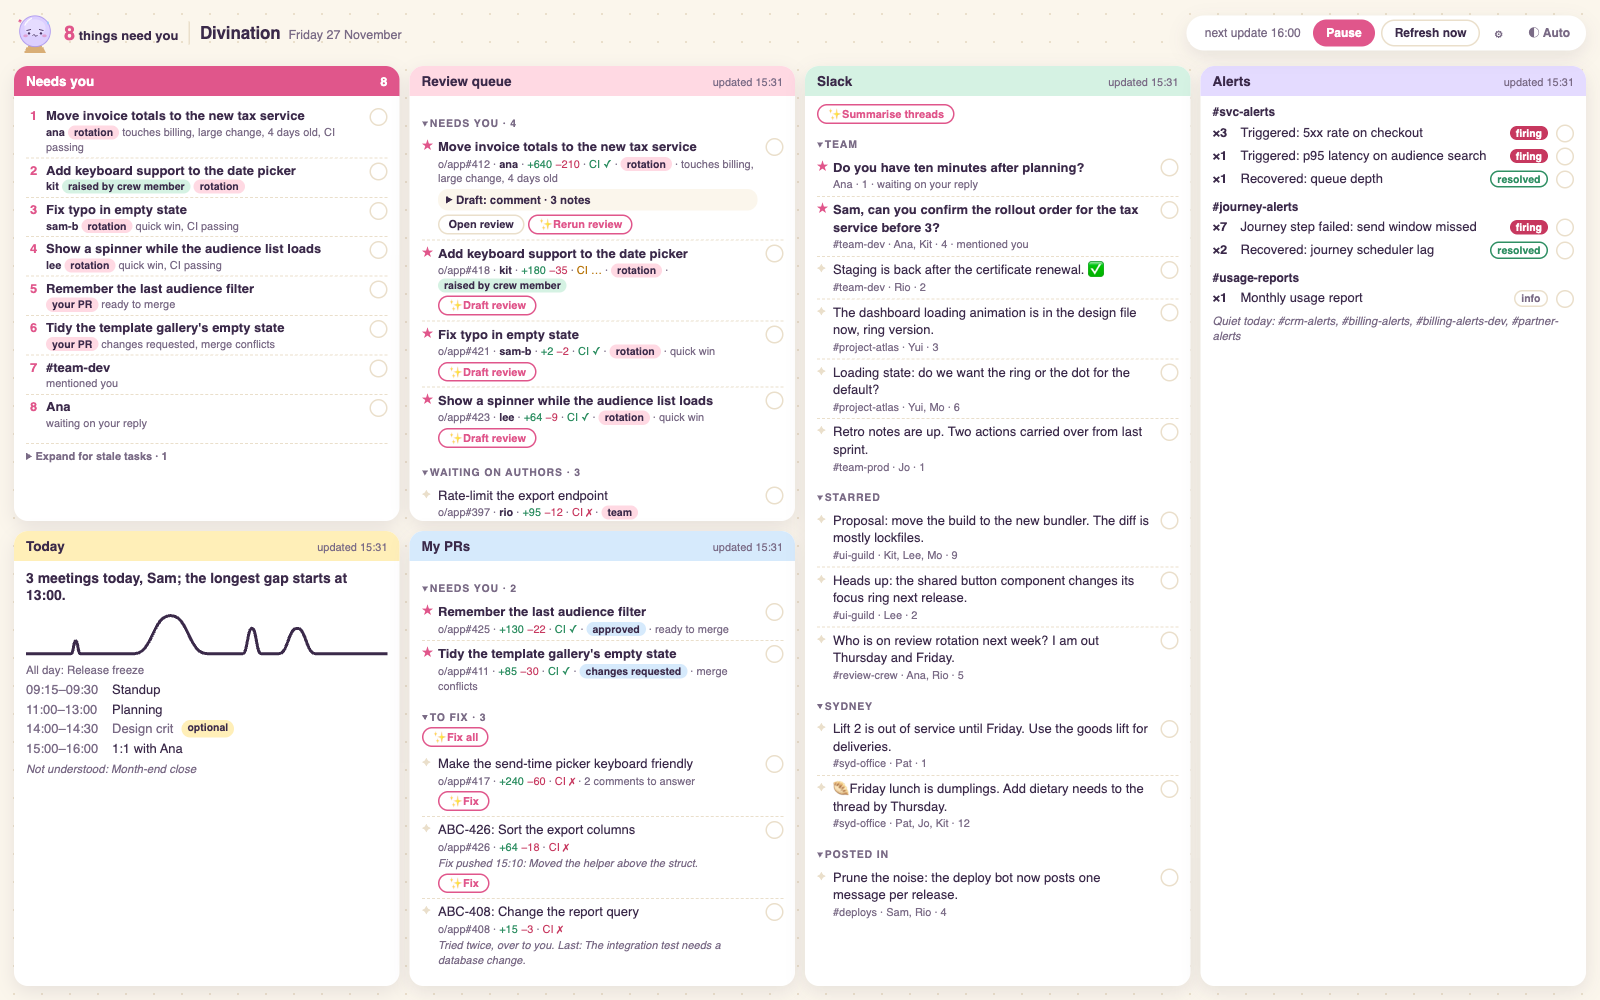 8 things need you
Divination Friday 27 November
next update 16:00 Pause Refresh now Auto
Needs you 8
1 Move invoice totals to the new tax service
ana rotation touches billing, large change, 4 days old, CI
passing
2 Add keyboard support to the date picker
kit raised by crew member rotation
3 Fix typo in empty state
sam-b rotation quick win, CI passing
4 Show a spinner while the audience list loads
lee rotation quick win, CI passing
5 Remember the last audience filter
your PR ready to merge
6 Tidy the template gallery's empty state
your PR changes requested, merge conflicts
7 #team-dev
mentioned you
8 Ana
waiting on your reply
Expand for stale tasks · 1
Today updated 15:31
3 meetings today, Sam; the longest gap starts at
13:00.
All day: Release freeze
09:15–09:30 Standup
11:00–13:00 Planning
14:00–14:30 Design crit optional
15:00–16:00 1:1 with Ana
Not understood: Month-end close
Review queue updated 15:31
NEEDS YOU · 4
Move invoice totals to the new tax service
o/app#412 · ana · +640 −210 · CI ✓ · rotation · touches billing,
large change, 4 days old
Draft: comment · 3 notes
Open review ✨Rerun review
Add keyboard support to the date picker
o/app#418 · kit · +180 −35 · CI … · rotation ·
raised by crew member
✨Draft review
Fix typo in empty state
o/app#421 · sam-b · +2 −2 · CI ✓ · rotation · quick win
✨Draft review
Show a spinner while the audience list loads
o/app#423 · lee · +64 −9 · CI ✓ · rotation · quick win
✨Draft review
WAITING ON AUTHORS · 3
Rate-limit the export endpoint
o/app#397 · rio · +95 −12 · CI ✗ · team
My PRs updated 15:31
NEEDS YOU · 2
Remember the last audience filter
o/app#425 · +130 −22 · CI ✓ · approved · ready to merge
Tidy the template gallery's empty state
o/app#411 · +85 −30 · CI ✓ · changes requested · merge
conflicts
TO FIX · 3
✨Fix all
Make the send-time picker keyboard friendly
o/app#417 · +240 −60 · CI ✗ · 2 comments to answer
✨Fix
ABC-426: Sort the export columns
o/app#426 · +64 −18 · CI ✗
Fix pushed 15:10: Moved the helper above the struct.
✨Fix
ABC-408: Change the report query
o/app#408 · +15 −3 · CI ✗
Tried twice, over to you. Last: The integration test needs a
database change.
Slack updated 15:31
✨Summarise threads
TEAM
Do you have ten minutes after planning?
Ana · 1 · waiting on your reply
Sam, can you confirm the rollout order for the tax
service before 3?
#team-dev · Ana, Kit · 4 · mentioned you
Staging is back after the certificate renewal. ✅
#team-dev · Rio · 2
The dashboard loading animation is in the design file
now, ring version.
#project-atlas · Yui · 3
Loading state: do we want the ring or the dot for the
default?
#project-atlas · Yui, Mo · 6
Retro notes are up. Two actions carried over from last
sprint.
#team-prod · Jo · 1
STARRED
Proposal: move the build to the new bundler. The diff is
mostly lockfiles.
#ui-guild · Kit, Lee, Mo · 9
Heads up: the shared button component changes its
focus ring next release.
#ui-guild · Lee · 2
Who is on review rotation next week? I am out
Thursday and Friday.
#review-crew · Ana, Rio · 5
SYDNEY
Lift 2 is out of service until Friday. Use the goods lift for
deliveries.
#syd-office · Pat · 1
Friday lunch is dumplings. Add dietary needs to the
thread by Thursday.
#syd-office · Pat, Jo, Kit · 12
POSTED IN
Prune the noise: the deploy bot now posts one
message per release.
#deploys · Sam, Rio · 4
Alerts updated 15:31
#svc-alerts
×3 Triggered: 5xx rate on checkout firing
×1 Triggered: p95 latency on audience search firing
×1 Recovered: queue depth resolved
#journey-alerts
×7 Journey step failed: send window missed firing
×2 Recovered: journey scheduler lag resolved
#usage-reports
×1 Monthly usage report info
Quiet today: #crm-alerts, #billing-alerts, #billing-alerts-dev, #partner-
alerts